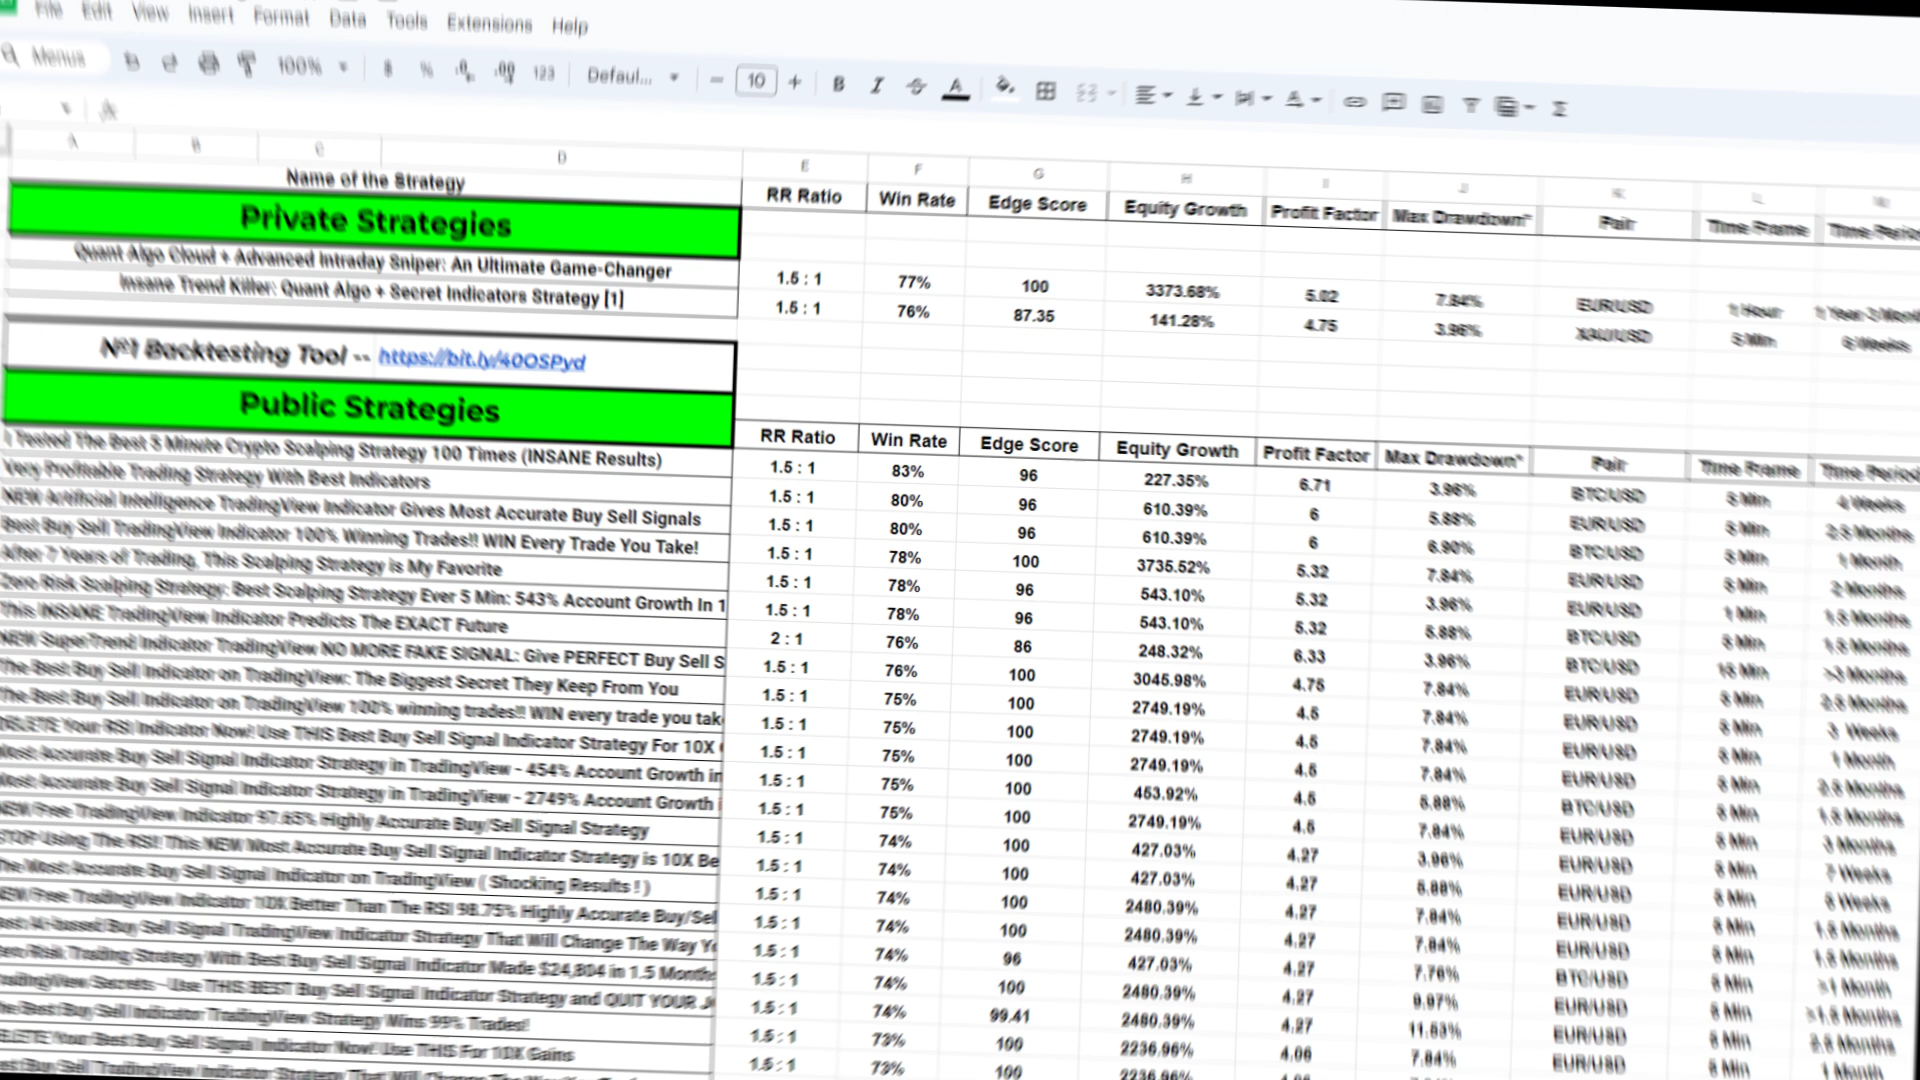 File Edit View Insert Format Data Tools Extensions Help
Menus 100% $ % .0 .00 123 Defaul... 10 B I A
A B C D E F G H I J K L M
Name of the Strategy RR Ratio Win Rate Edge Score Equity Growth Profit Factor Max Drawdown* Pair Time Frame Time Period
Private Strategies
Quant Algo Cloud + Advanced Intraday Sniper: An Ultimate Game-Changer 1.5 : 1 77% 100 3373.68% 5.02 7.84% EUR/USD 1 Hour
Insane Trend Killer: Quant Algo + Secret Indicators Strategy [1] 1.5 : 1 76% 87.35 141.28% 4.75 3.96% XAU/USD 5 Min 6 Weeks
№1 Backtesting Tool -- https://bit.ly/40OSPyd
Public Strategies
RR Ratio Win Rate Edge Score Equity Growth Profit Factor Max Drawdown* Pair Time Frame Time Period
I Tested The Best 5 Minute Crypto Scalping Strategy 100 Times (INSANE Results) 1.5 : 1 83% 96 227.35% 6.71 3.96% BTC/USD 5 Min 4 Weeks
Very Profitable Trading Strategy With Best Indicators 1.5 : 1 80% 96 610.39% 6 5.88% EUR/USD 5 Min 2.5 Months
NEW Artificial Intelligence TradingView Indicator Gives Most Accurate Buy Sell Signals 1.5 : 1 80% 96 610.39% 6 6.90% BTC/USD 5 Min 1 Month
Best Buy Sell TradingView Indicator 100% Winning Trades!! WIN Every Trade You Take! 1.5 : 1 78% 100 3735.52% 5.32 7.84% EUR/USD 5 Min 2 Months
After 7 Years of Trading, This Scalping Strategy is My Favorite 1.5 : 1 78% 96 543.10% 5.32 3.96% EUR/USD 1 Min 1.5 Months
Zero Risk Scalping Strategy: Best Scalping Strategy Ever 5 Min: 543% Account Growth In 1 1.5 : 1 78% 96 543.10% 5.32 5.88% BTC/USD 5 Min 1.5 Months
This INSANE TradingView Indicator Predicts The EXACT Future 2 : 1 76% 86 248.32% 6.33 3.96% BTC/USD 15 Min >3 Months
NEW SuperTrend Indicator TradingView NO MORE FAKE SIGNAL: Give PERFECT Buy Sell S 1.5 : 1 76% 100 3045.98% 4.75 7.84% EUR/USD 5 Min 2.5 Months
The Best Buy Sell Indicator on TradingView: The Biggest Secret They Keep From You 1.5 : 1 75% 100 2749.19% 4.5 7.84% EUR/USD 5 Min 3 Weeks
The Best Buy Sell Indicator on TradingView 100% winning trades!! WIN every trade you tak 1.5 : 1 75% 100 2749.19% 4.5 7.84% EUR/USD 5 Min 1 Month
DELETE Your RSI Indicator Now! Use THIS Best Buy Sell Signal Indicator Strategy For 10X 1.5 : 1 75% 100 2749.19% 4.5 7.84% EUR/USD 5 Min 2.5 Months
Most Accurate Buy Sell Signal Indicator Strategy in TradingView - 454% Account Growth in 1.5 : 1 75% 100 453.92% 4.5 5.88% BTC/USD 5 Min 1.5 Months
Most Accurate Buy Sell Signal Indicator Strategy in TradingView - 2749% Account Growth 1.5 : 1 75% 100 2749.19% 4.5 7.84% EUR/USD 5 Min 3 Months
NEW Free TradingView Indicator 97.65% Highly Accurate Buy/Sell Signal Strategy 1.5 : 1 74% 100 427.03% 4.27 3.96% EUR/USD 5 Min 7 Weeks
STOP Using The RSI! This NEW Most Accurate Buy Sell Signal Indicator Strategy is 10X Be 1.5 : 1 74% 100 427.03% 4.27 5.88% EUR/USD 5 Min Weeks
The Most Accurate Buy Sell Signal Indicator on TradingView ( Shocking Results ! ) 1.5 : 1 74% 100 2480.39% 4.27 7.84% EUR/USD 5 Min 1.5 Months
NEW Free TradingView Indicator 10X Better Than The RSI 98.75% Highly Accurate Buy/Sel 1.5 : 1 74% 100 2480.39% 4.27 7.84% EUR/USD 5 Min 1.5 Months
Best AI-based Buy Sell Signal TradingView Indicator Strategy That Will Change The Way Y 1.5 : 1 74% 96 427.03% 4.27 7.76% BTC/USD 5 Min >1 Month
Zero Risk Trading Strategy With Best Buy Sell Signal Indicator Made $24,804 in 1.5 Months 1.5 : 1 74% 100 2480.39% 4.27 EUR/USD 5 Min >1.5 Months
TradingView Secrets - Use THIS BEST Buy Sell Signal Indicator Strategy and QUIT YOUR J 1.5 : 1 74% 99.41 2480.39% 4.27 11.53% EUR/USD 5 Min 2.5 Months
The Best Buy Sell Indicator TradingView Strategy Wins 99% Trades! 1.5 : 1 73% 100 2236.96% 4.06 7.84% EUR/USD 5 Min 1 Month
DELETE Your Best Buy Sell Signal Indicator Now! Use THIS For 10X Gains 1.5 : 1 73% 100 2236.96%
Best Buy Sell TradingView Indicator Strategy That Will Change The